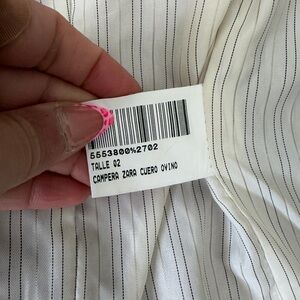 5553800%2702
TALLE 02
CAMPERA ZARA CUERO OVINO